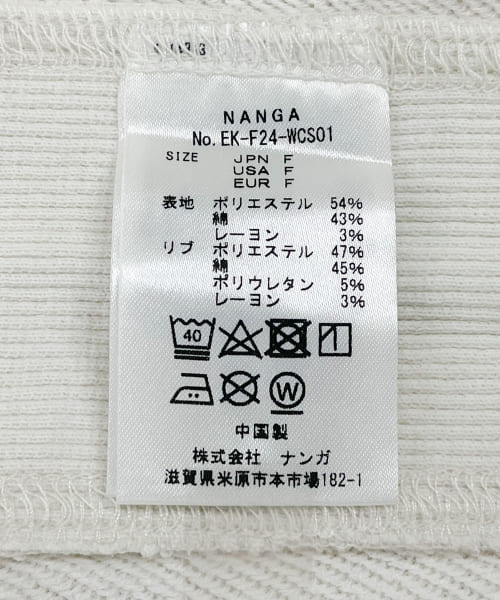 NANGA
No.EK-F24-WCS01
SIZE JPN F
USA F
EUR F
表地 ポリエステル 54%
綿 43%
レーヨン 3%
リブ ポリエステル 47%
綿 45%
ポリウレタン 5%
レーヨン 3%
40
W
中国製
株式会社 ナンガ
滋賀県米原市本市場182-1